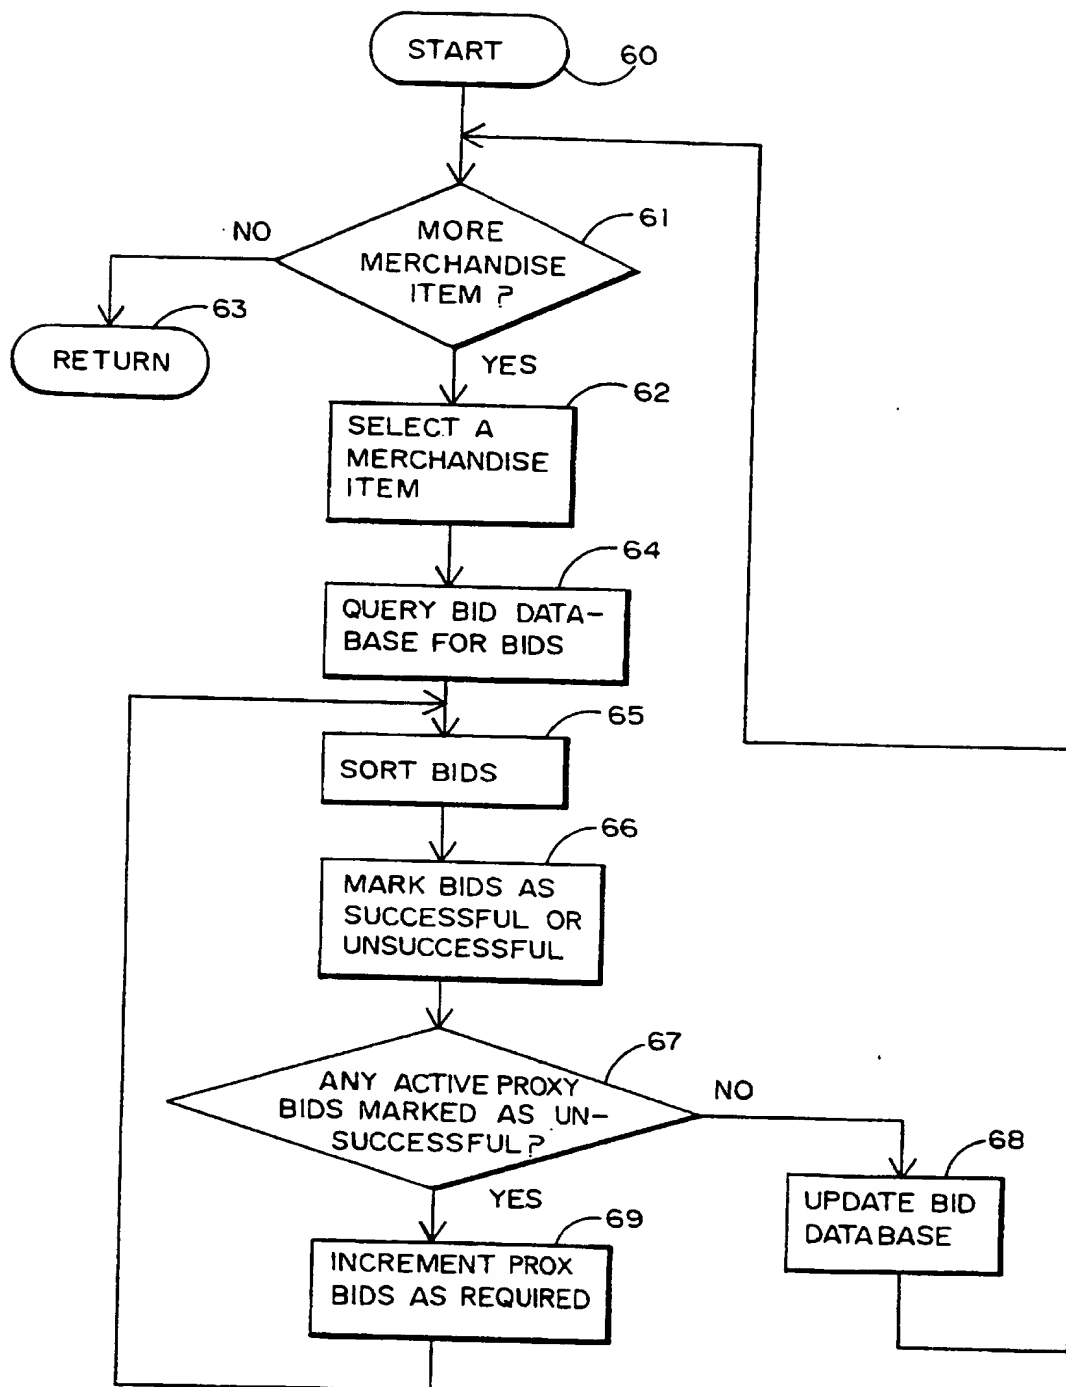 START
60
MORE
MERCHANDISE
ITEM ?
61
NO
63
RETURN
YES
62
SELECT A
MERCHANDISE
ITEM
64
QUERY BID DATA-
BASE FOR BIDS
65
SORT BIDS
66
MARK BIDS AS
SUCCESSFUL OR
UNSUCCESSFUL
67
ANY ACTIVE PROXY
BIDS MARKED AS UN-
SUCCESSFUL?
NO
68
UPDATE BID
DATABASE
YES
69
INCREMENT PROX
BIDS AS REQUIRED